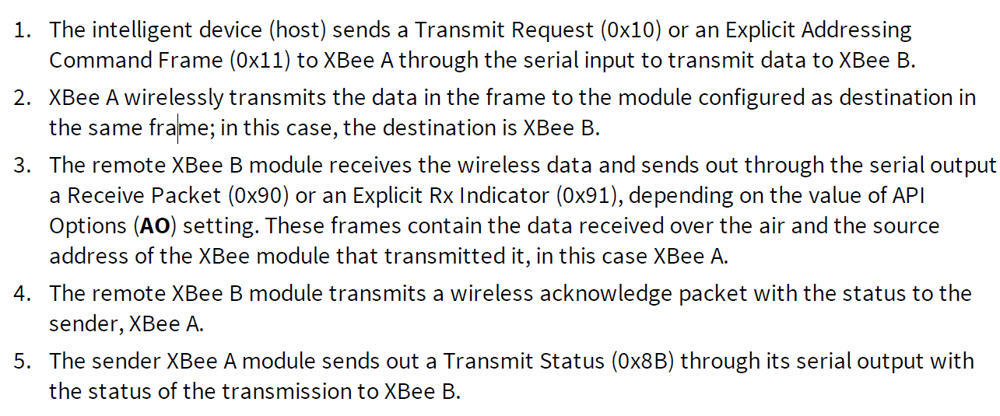 1. The intelligent device (host) sends a Transmit Request (0x10) or an Explicit Addressing
Command Frame (0x11) to XBee A through the serial input to transmit data to XBee B.
2. XBee A wirelessly transmits the data in the frame to the module configured as destination in
the same frame; in this case, the destination is XBee B.
3. The remote XBee B module receives the wireless data and sends out through the serial output
a Receive Packet (0x90) or an Explicit Rx Indicator (0x91), depending on the value of API
Options (AO) setting. These frames contain the data received over the air and the source
address of the XBee module that transmitted it, in this case XBee A.
4. The remote XBee B module transmits a wireless acknowledge packet with the status to the
sender, XBee A.
5. The sender XBee A module sends out a Transmit Status (0x8B) through its serial output with
the status of the transmission to XBee B.